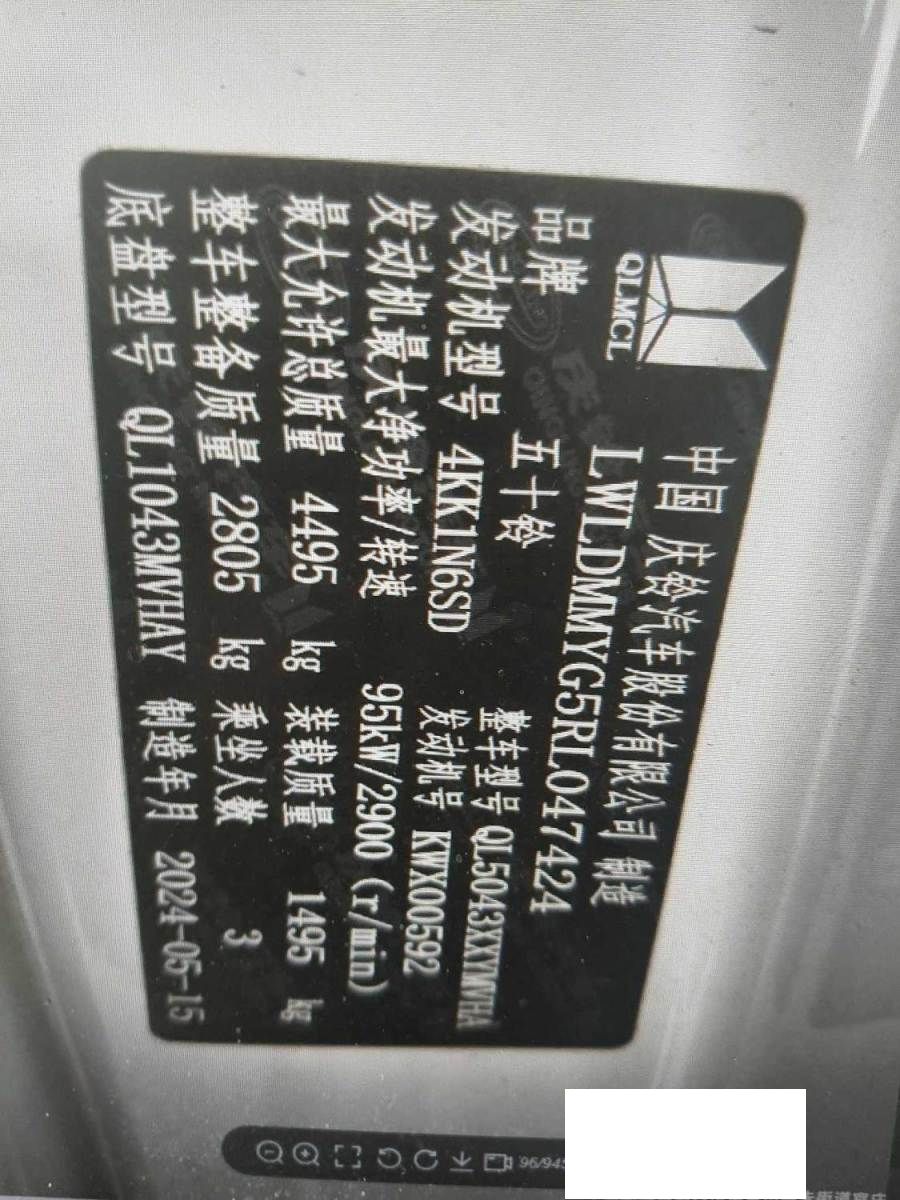 QLMCL
中国 庆铃汽车股份有限公司 制造
LWLDMMYG5RL047424
品牌 五十铃 整车型号 QL5043XXYMVHA
发动机型号 4KK1N6SD 发动机号 KWX00592
发动机最大净功率/转速 95kW/2900 (r/min)
最大允许总质量 4495 kg 装载质量 1495 kg
整车整备质量 2805 kg 乘坐人数 3
底盘型号 QL1043MVHAY 制造年月 2024-05-15